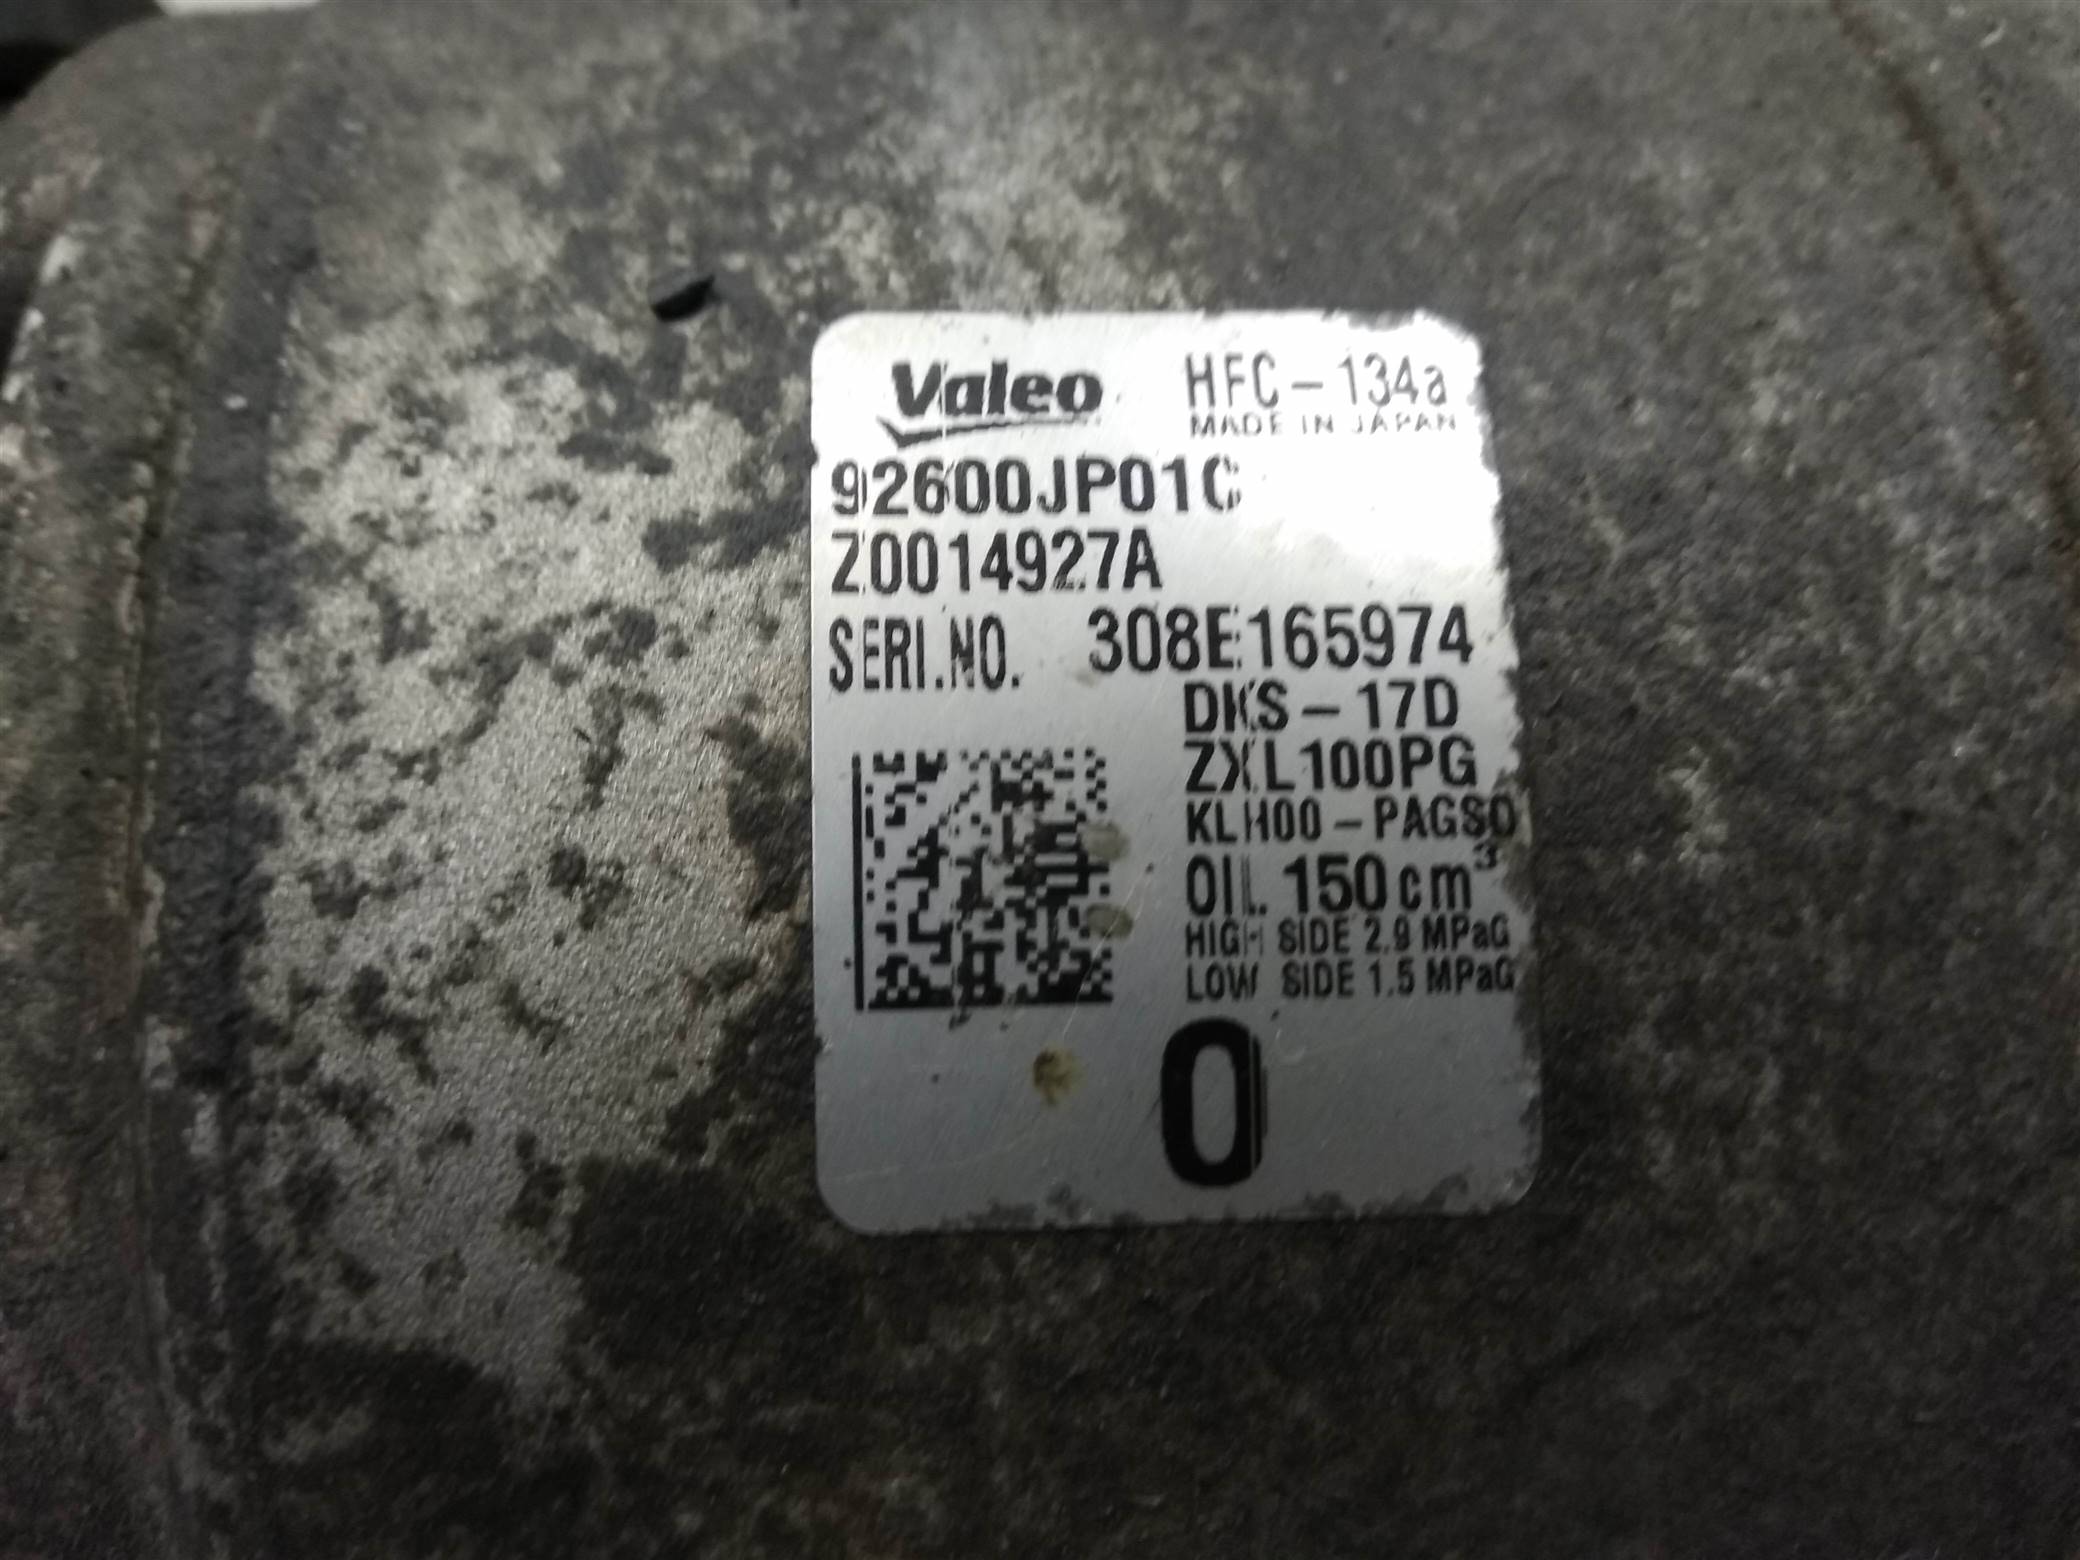 Valeo HFC-134a
MADE IN JAPAN
92600JP01C
Z0014927A
SERI.NO. 308E165974
DKS-17D
ZXL100PG
KLH00-PAGS0
OIL 150cm³
HIGH SIDE 2.9 MPaG
LOW SIDE 1.5 MPaG
0